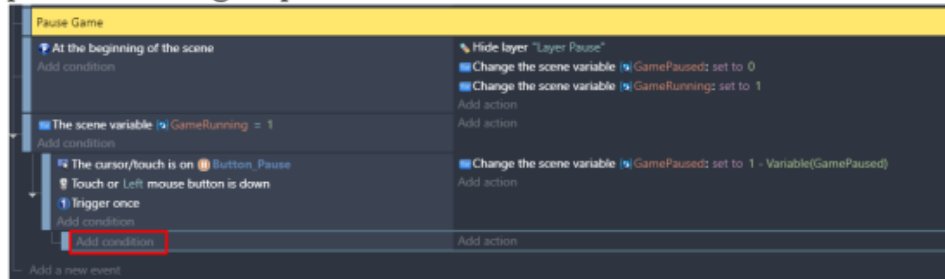 Pause Game
At the beginning of the scene
Hide layer "Layer Pause"
Add condition
Change the scene variable GamePaused: set to 0
Change the scene variable GameRunning: set to 1
Add action
The scene variable GameRunning = 1
Add action
Add condition
The cursor/touch is on Button_Pause
Change the scene variable GamePaused: set to 1 - Variable(GamePaused)
Touch or Left mouse button is down
Add action
Trigger once
Add condition
Add condition
Add action
Add a new event